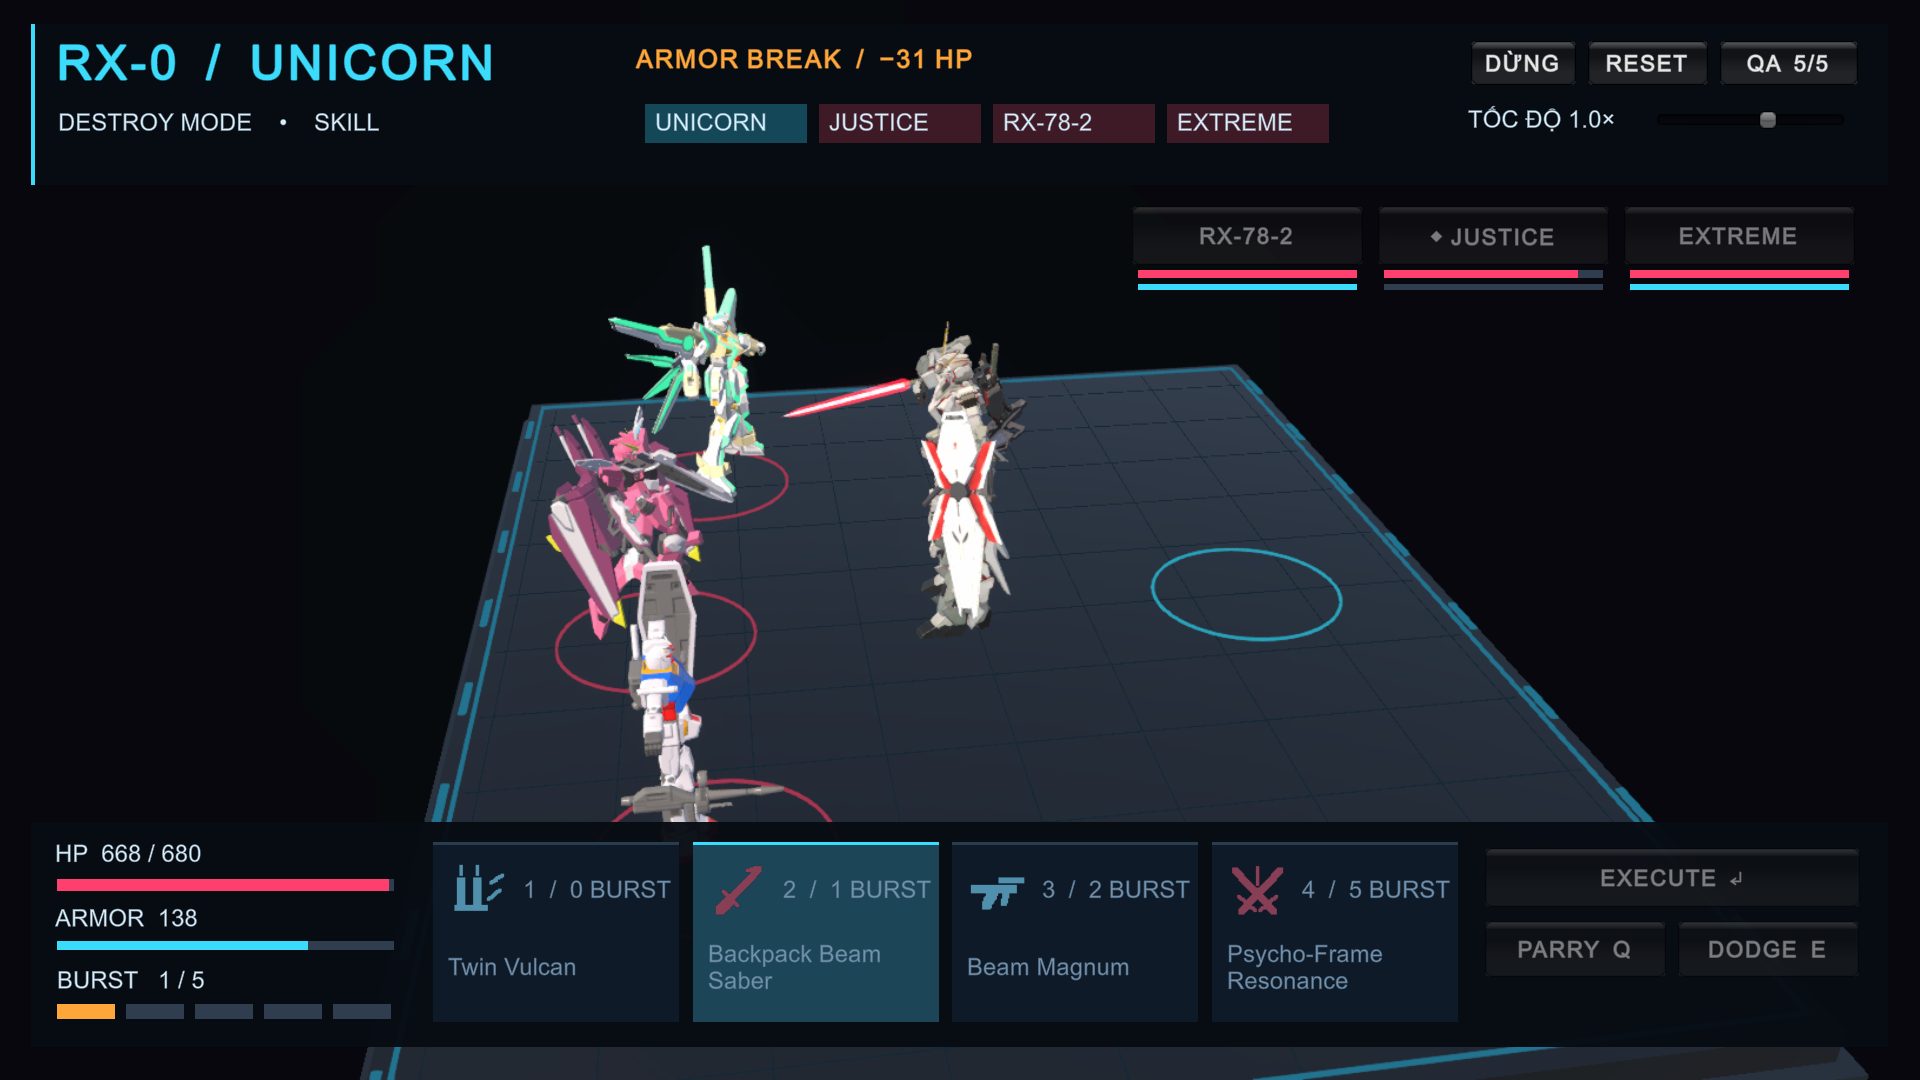 RX-0 / UNICORN
DESTROY MODE • SKILL
ARMOR BREAK / −31 HP
UNICORN JUSTICE RX-78-2 EXTREME
DỪNG RESET QA 5/5
TỐC ĐỘ 1.0×
RX-78-2 ◆ JUSTICE EXTREME
HP 668 / 680
ARMOR 138
BURST 1 / 5
1 / 0 BURST
Twin Vulcan
2 / 1 BURST
Backpack Beam
Saber
3 / 2 BURST
Beam Magnum
4 / 5 BURST
Psycho-Frame
Resonance
EXECUTE ↲
PARRY Q DODGE E